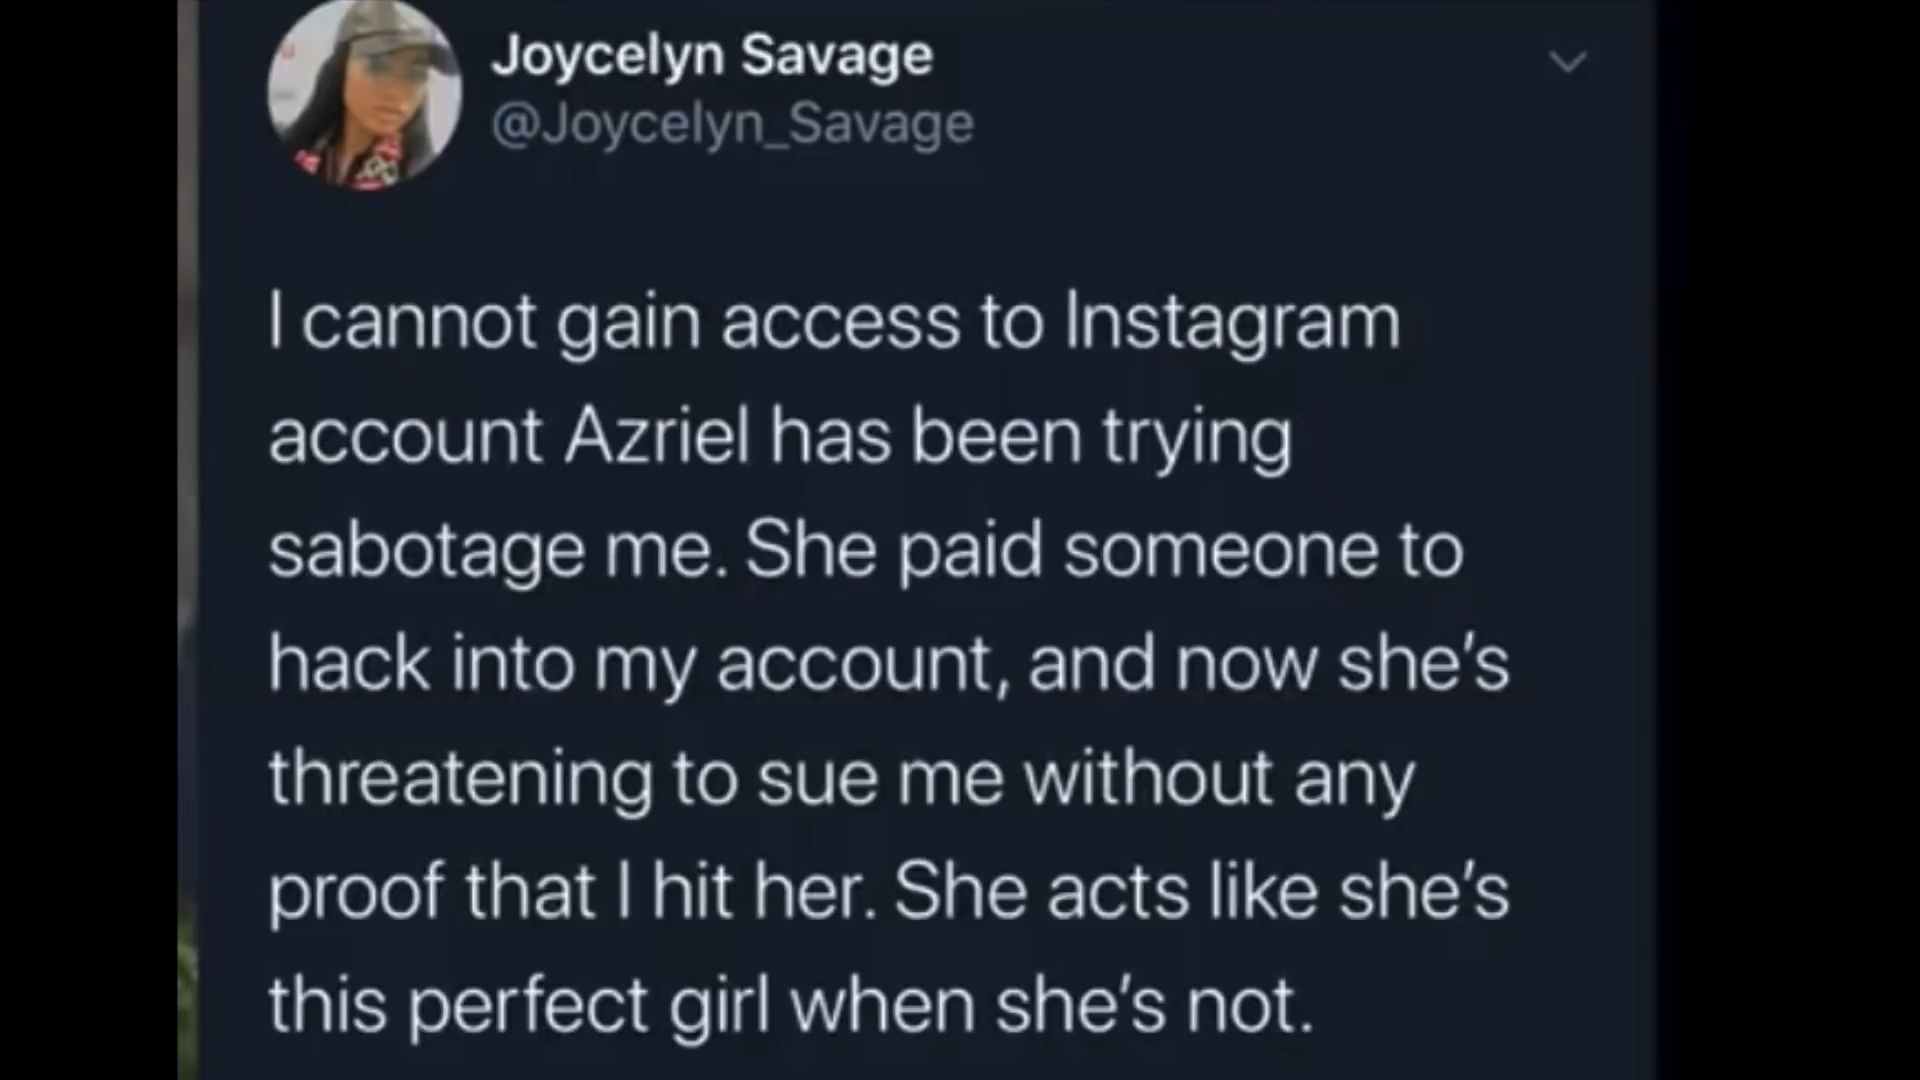 Joycelyn Savage
@Joycelyn_Savage
I cannot gain access to Instagram
account Azriel has been trying
sabotage me. She paid someone to
hack into my account, and now she's
threatening to sue me without any
proof that I hit her. She acts like she's
this perfect girl when she's not.